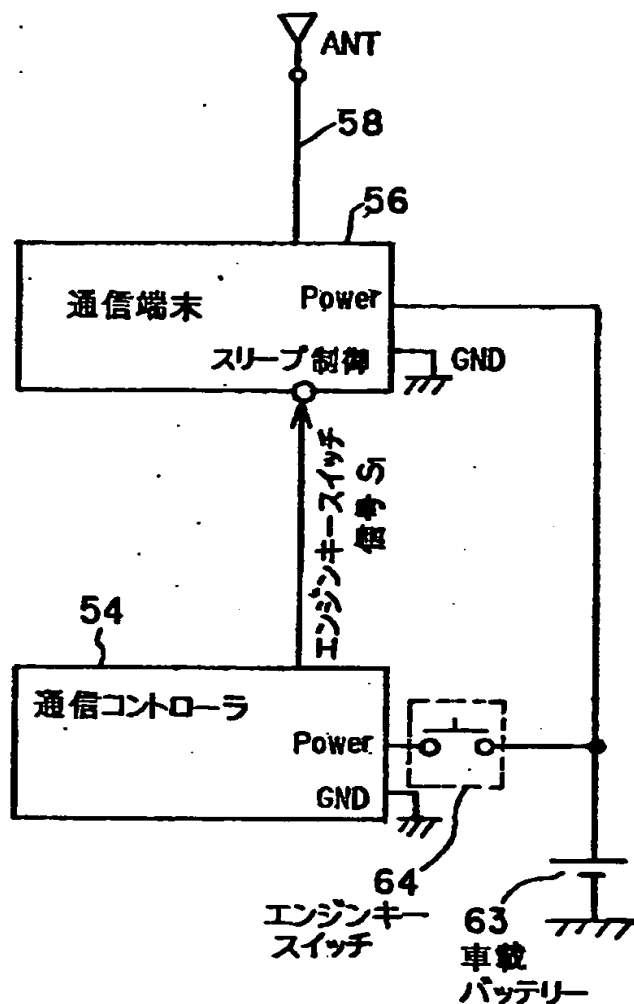 ANT
58
56
通信端末
Power
スリープ制御
GND
エンジンキースイッチ
信号 S1
54
通信コントローラ
Power
GND
64
エンジンキー
スイッチ
63
車載
バッテリー